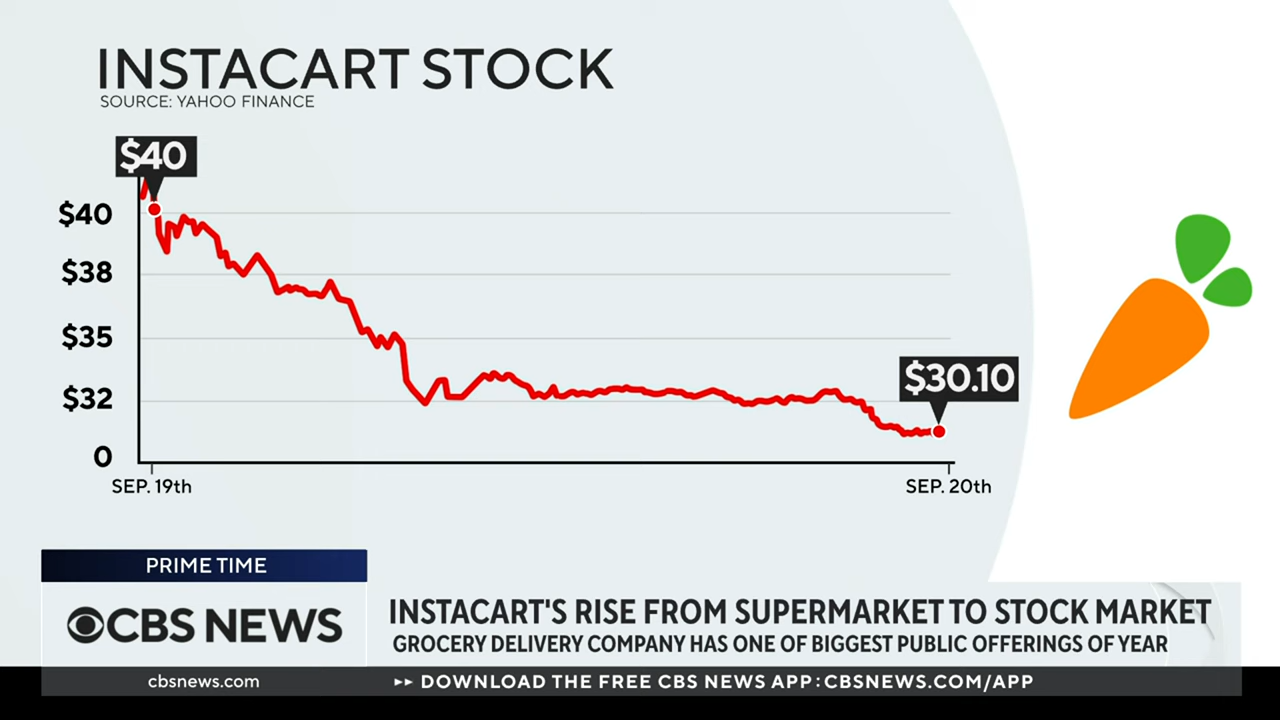 INSTACART STOCK
SOURCE: YAHOO FINANCE
$40
$40
$38
$35
$32
0
$30.10
SEP. 19th
SEP. 20th
PRIME TIME
CBS NEWS
INSTACART'S RISE FROM SUPERMARKET TO STOCK MARKET
GROCERY DELIVERY COMPANY HAS ONE OF BIGGEST PUBLIC OFFERINGS OF YEAR
cbsnews.com
DOWNLOAD THE FREE CBS NEWS APP: CBSNEWS.COM/APP